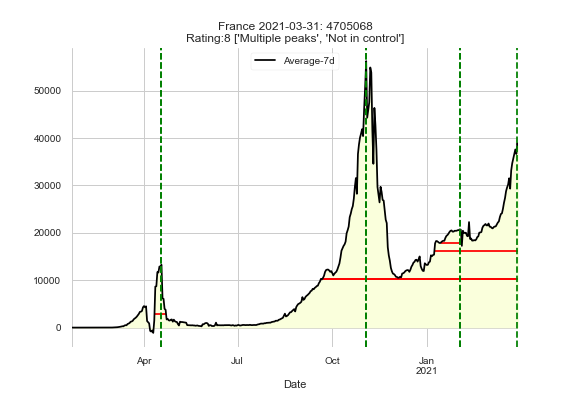 France 2021-03-31: 4705068
Rating:8 ['Multiple peaks', 'Not in control']
Average-7d
50000
40000
30000
20000
10000
0
Apr Jul Oct Jan
2021
Date